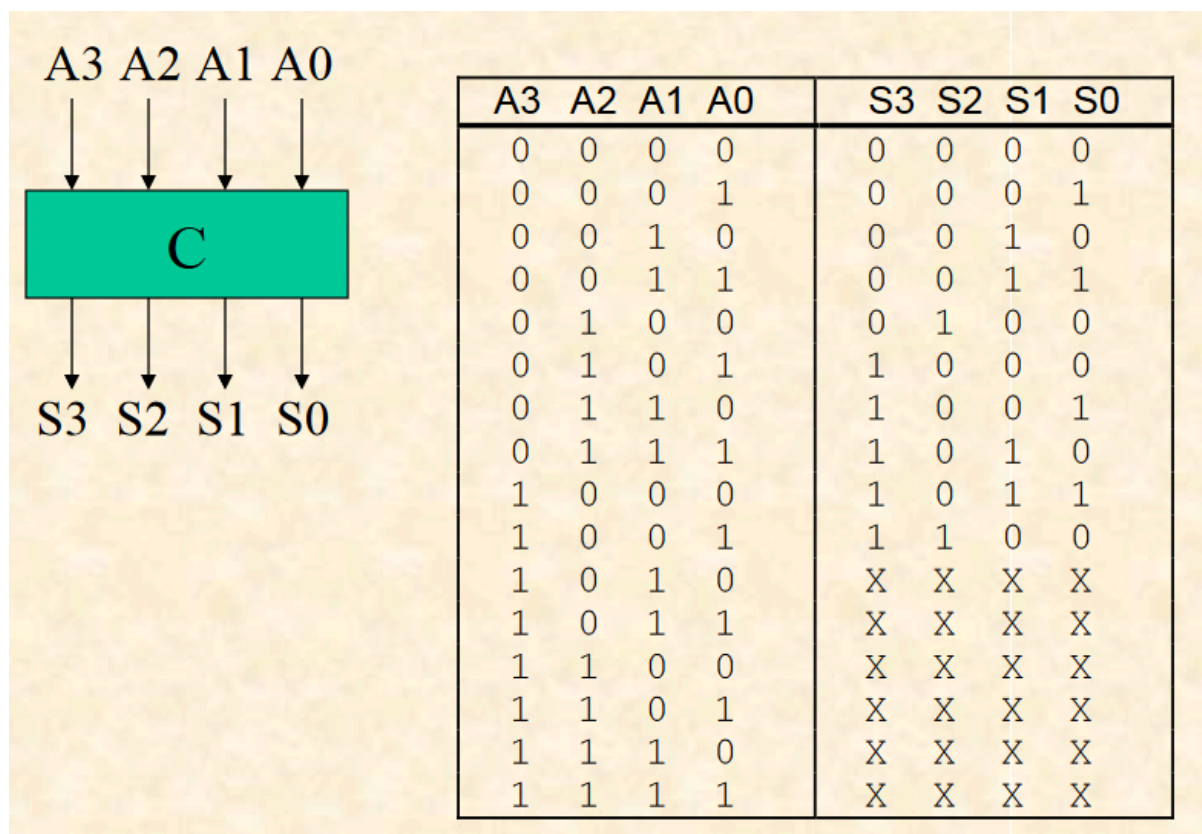 A3 A2 A1 A0
C
S3 S2 S1 S0
A3 A2 A1 A0 S3 S2 S1 S0
0 0 0 0 0 0 0 0
0 0 0 1 0 0 0 1
0 0 1 0 0 0 1 0
0 0 1 1 0 0 1 1
0 1 0 0 0 1 0 0
0 1 0 1 1 0 0 0
0 1 1 0 1 0 0 1
0 1 1 1 1 0 1 0
1 0 0 0 1 0 1 1
1 0 0 1 1 1 0 0
1 0 1 0 X X X X
1 0 1 1 X X X X
1 1 0 0 X X X X
1 1 0 1 X X X X
1 1 1 0 X X X X
1 1 1 1 X X X X